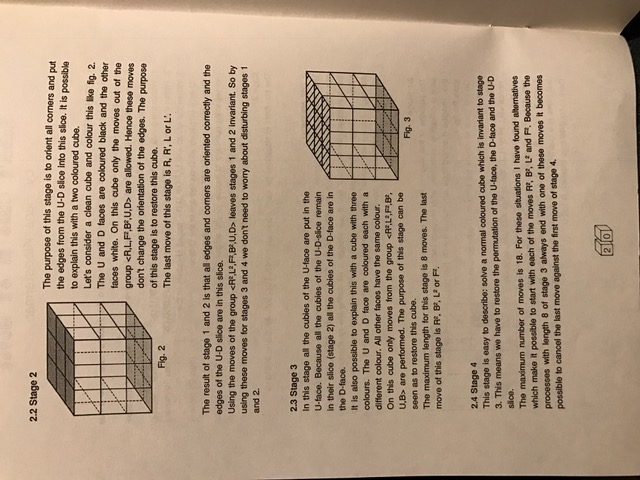 2.2 Stage 2
The purpose of this stage is to orient all corners and put
the edges from the U-D slice into this slice. It is possible
to explain this with a two coloured cube.
Let's consider a clean cube and colour this like fig. 2.
The U and D faces are coloured black and the other
faces white. On this cube only the moves out of the
group <R,L,F²,B²,U,D> are allowed. Hence these moves
don't change the orientation of the edges. The purpose
of this stage is to restore this cube.
The last move of this stage is R, R', L or L'.
Fig. 2
The result of stage 1 and 2 is that all edges and corners are oriented correctly and the
edges of the U-D slice are in this slice.
Using the moves of the group <R²,L²,F²,B²,U,D> leaves stages 1 and 2 invariant. So by
using these moves for stages 3 and 4 we don't need to worry about disturbing stages 1
and 2.
2.3 Stage 3
In this stage all the cubies of the U-face are put in the
U-face. Because all the cubies of the U-D-slice remain
in their slice (stage 2) all the cubies of the D-face are in
the D-face.
It is also possible to explain this with a cube with three
colours. The U and D face are coloured each with a
different colour. All other faces have the same colour.
On this cube only moves from the group <R²,L²,F²,B²,
U,B> are performed. The purpose of this stage can be
seen as to restore this cube.
The maximum length for this stage is 8 moves. The last
move of this stage is R², B², L² or F².
Fig. 3
2.4 Stage 4
This stage is easy to describe: solve a normal coloured cube which is invariant to stage
3. This means we have to restore the permutation of the U-face, the D-face and the U-D
slice.
The maximum number of moves is 18. For these situations I have found alternatives
which make it possible to start with each of the moves R², B², L² and F². Because the
processes with length 8 of stage 3 always end with one of these moves it becomes
possible to cancel the last move against the first move of stage 4.
20